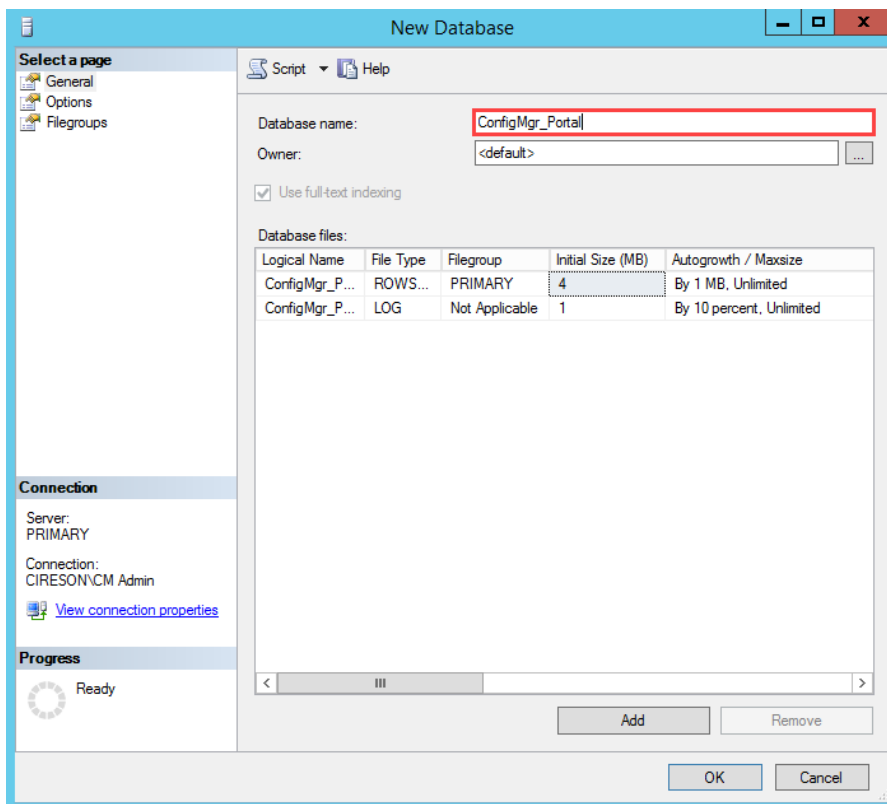 New Database
Select a page
General
Options
Filegroups
Script
Help
Database name:
ConfigMgr_Portal
Owner:
<default>
...
Use full-text indexing
Database files:
Logical Name File Type Filegroup Initial Size (MB) Autogrowth / Maxsize
ConfigMgr_P... ROWS... PRIMARY 4 By 1 MB, Unlimited
ConfigMgr_P... LOG Not Applicable 1 By 10 percent, Unlimited
Connection
Server:
PRIMARY
Connection:
CIRESON\CM Admin
View connection properties
Progress
Ready
Add
Remove
OK
Cancel